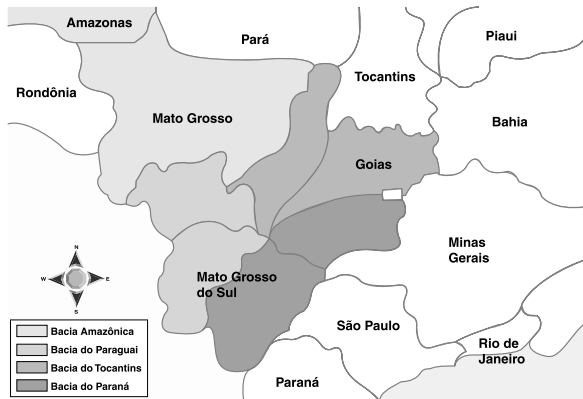 Amazonas
Pará
Piaui
Tocantins
Rondônia
Mato Grosso
Bahia
Goias
Minas
Gerais
Mato Grosso
do Sul
N
W
E
S
São Paulo
Rio de
Janeiro
Paraná
Bacia Amazônica
Bacia do Paraguai
Bacia do Tocantins
Bacia do Paraná